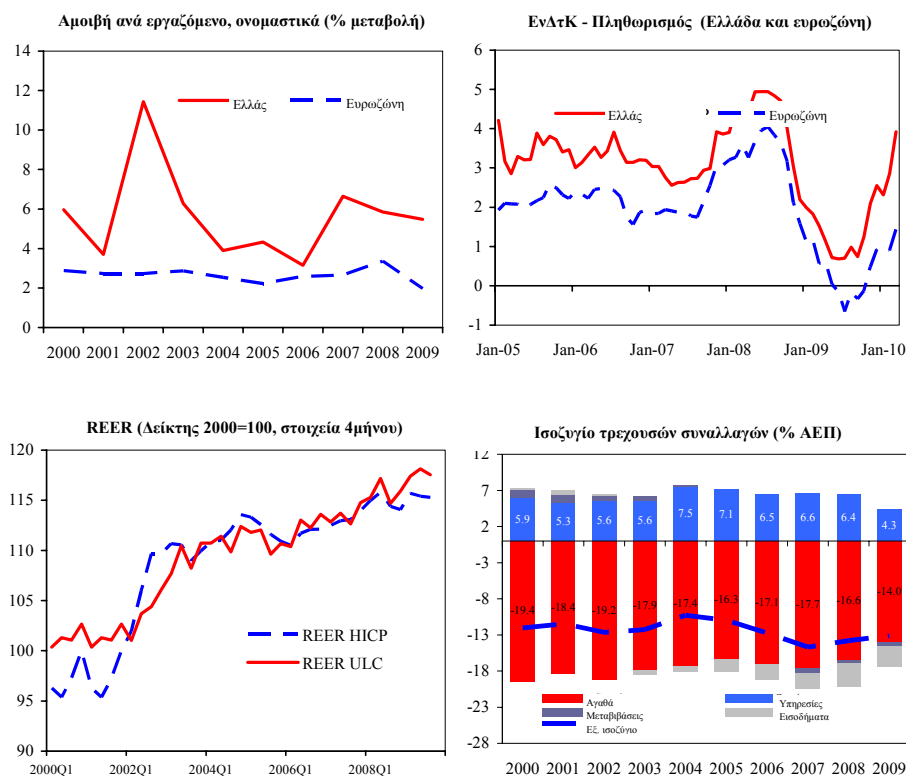 Αμοιβή ανά εργαζόμενο, ονομαστικά (% μεταβολή)
14
12
10
8
6
4
2
0
Ελλάς
Ευρωζώνη
2000 2001 2002 2003 2004 2005 2006 2007 2008 2009
ΕνΔτΚ - Πληθωρισμός (Ελλάδα και ευρωζώνη)
6
5
4
3
2
1
0
-1
Ελλάς
Ευρωζώνη
Jan-05 Jan-06 Jan-07 Jan-08 Jan-09 Jan-10
REER (Δείκτης 2000=100, στοιχεία 4μήνου)
120
115
110
105
100
95
90
REER HICP
REER ULC
2000Q1 2002Q1 2004Q1 2006Q1 2008Q1
Ισοζυγίο τρεχουσών συναλλαγών (% ΑΕΠ)
12
7
2
-3
-8
-13
-18
-23
-28
5.9 5.3 5.6 5.6 7.5 7.1 6.5 6.6 6.4 4.3
-19.4 -18.4 -19.2 -17.9 -17.4 -16.3 -17.1 -17.7 -16.6 -14.0
Αγαθά
Υπηρεσίες
Μεταβιβάσεις
Εισοδήματα
Εξ. ισοζύγιο
2000 2001 2002 2003 2004 2005 2006 2007 2008 2009